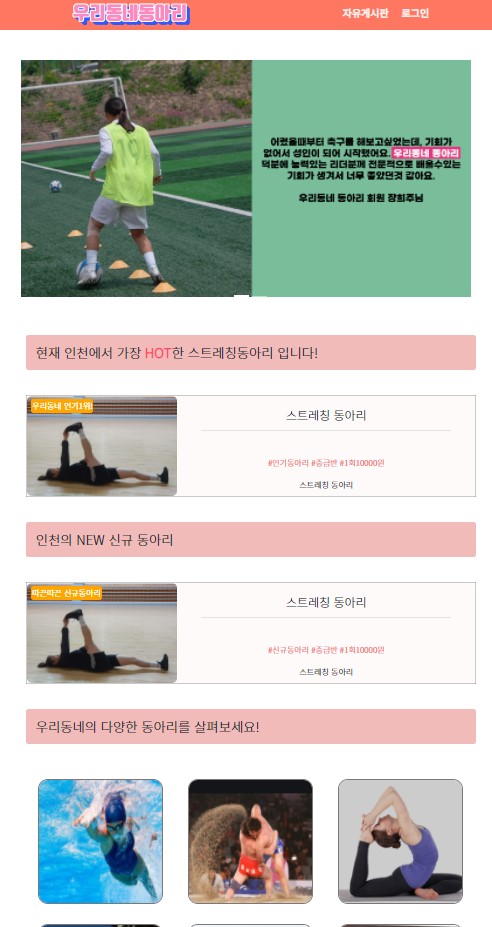 우리동네동아리
자유게시판 로그인
어렸을때부터 축구를 해보고싶었는데, 기회가
없어서 성인이 되어 시작했어요. 우리동네 동아리
덕분에 능력있는 리더분께 전문적으로 배울수있는
기회가 생겨서 너무 좋았던것 같아요.
우리동네 동아리 회원 장희주님
현재 인천에서 가장 HOT한 스트레칭동아리 입니다!
우리동네 인기1위!
스트레칭 동아리
#인기동아리 #중급반 #1회10000원
스트레칭 동아리
인천의 NEW 신규 동아리
따끈따끈 신규동아리
스트레칭 동아리
#신규동아리 #중급반 #1회10000원
스트레칭 동아리
우리동네의 다양한 동아리를 살펴보세요!